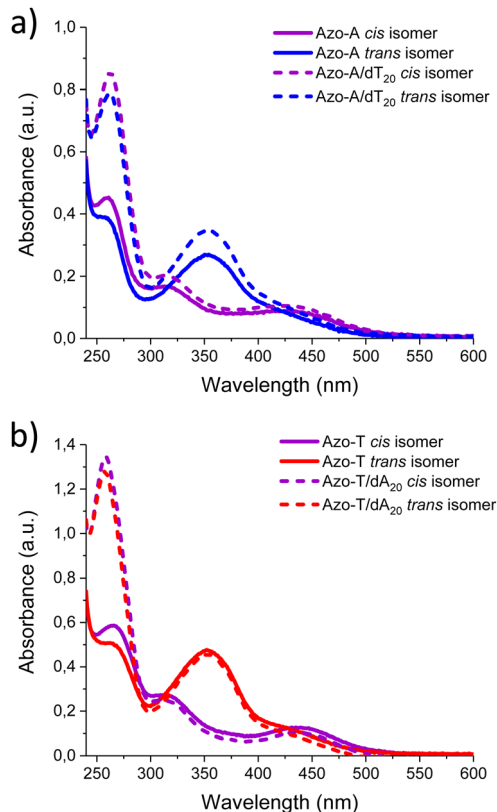 a)
Azo-A cis isomer
Azo-A trans isomer
Azo-A/dT20 cis isomer
Azo-A/dT20 trans isomer
Absorbance (a.u.)
1,0
0,8
0,6
0,4
0,2
0,0
250 300 350 400 450 500 550 600
Wavelength (nm)
b)
Azo-T cis isomer
Azo-T trans isomer
Azo-T/dA20 cis isomer
Azo-T/dA20 trans isomer
Absorbance (a.u.)
1,4
1,2
1,0
0,8
0,6
0,4
0,2
0,0
250 300 350 400 450 500 550 600
Wavelength (nm)